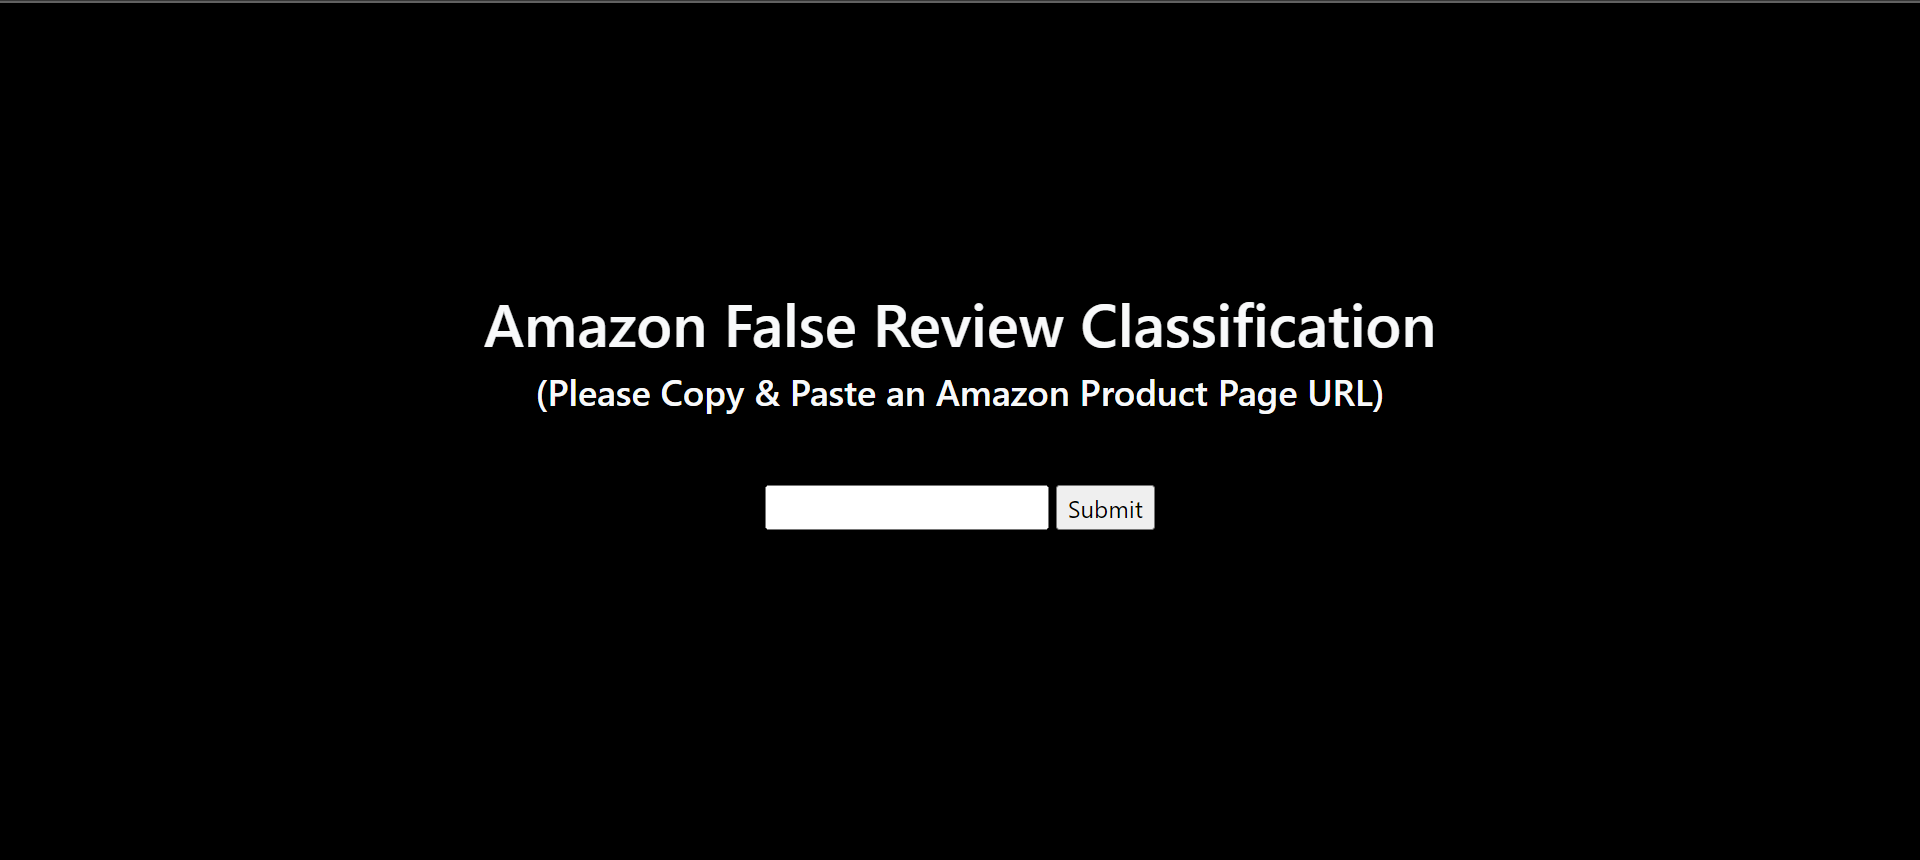 Amazon False Review Classification
(Please Copy & Paste an Amazon Product Page URL)
Submit